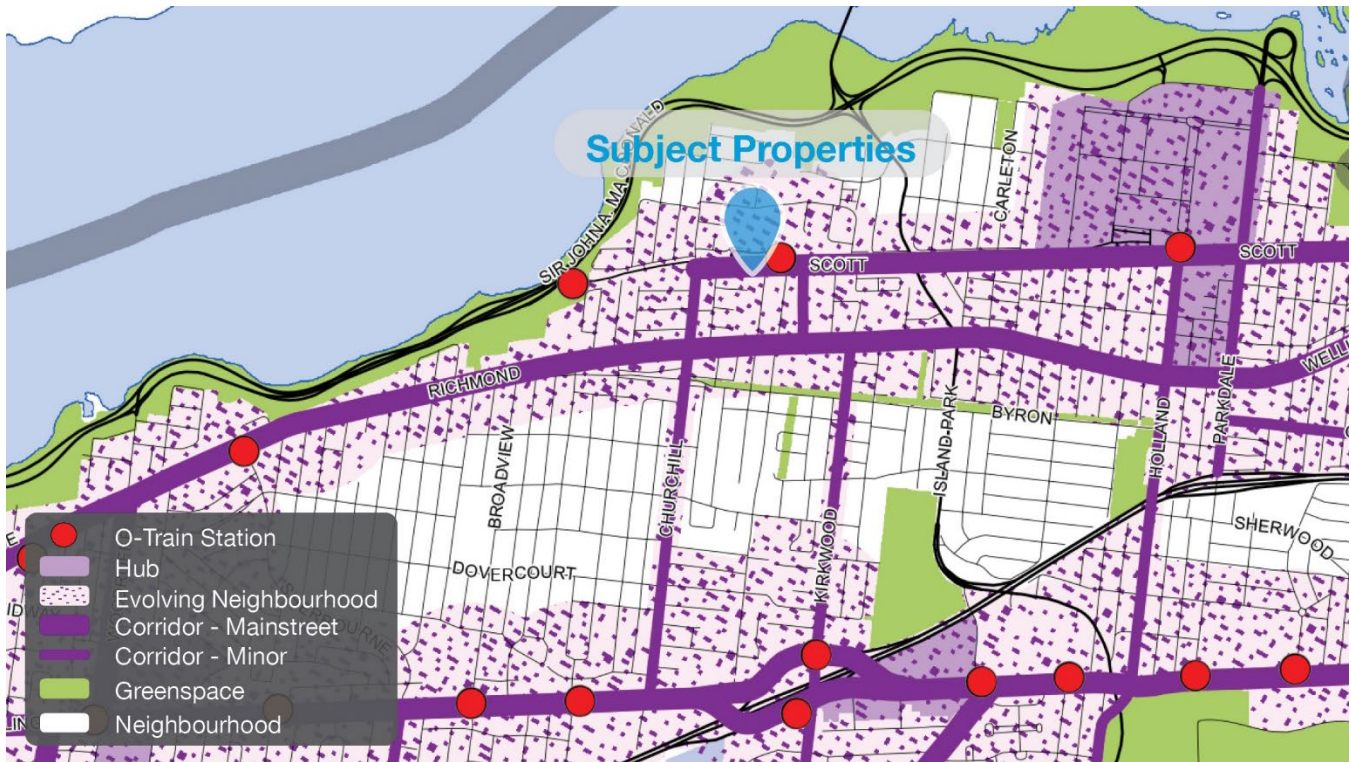 SIR JOHN A. MACDONALD
Subject Properties
CARLETON
SCOTT
SCOTT
RICHMOND
PARKDALE
HOLLAND
BYRON
ISLAND PARK
BROADVIEW
CHURCHILL
KIRKWOOD
SHERWOOD
DOVERCOURT
O-Train Station
Hub
Evolving Neighbourhood
Corridor - Mainstreet
Corridor - Minor
Greenspace
Neighbourhood